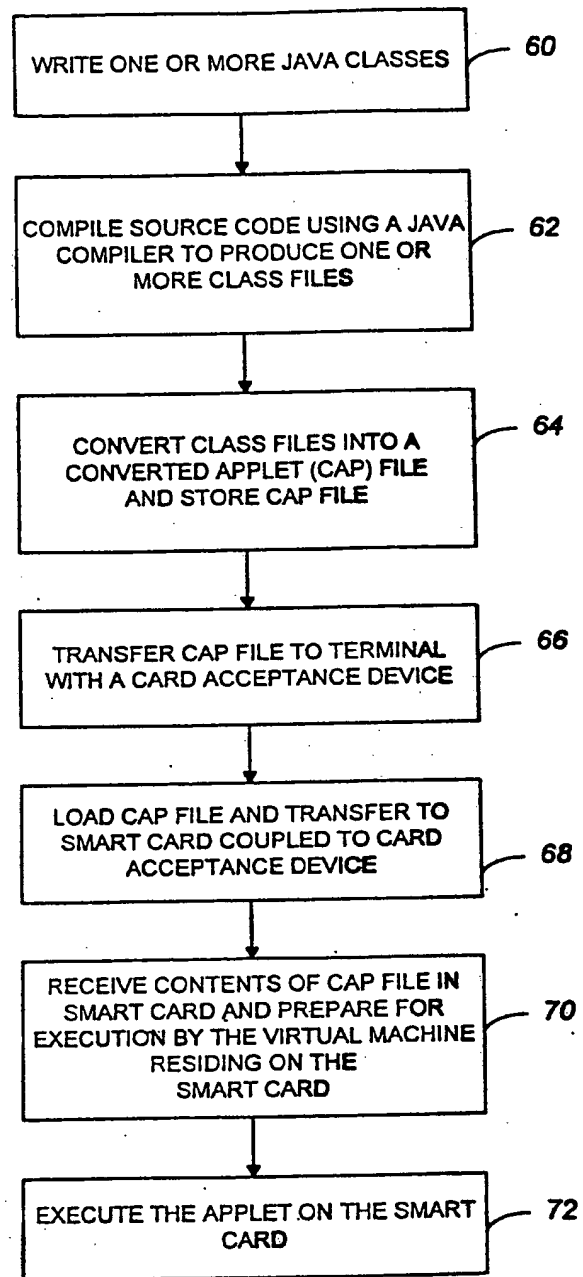 WRITE ONE OR MORE JAVA CLASSES
60
COMPILE SOURCE CODE USING A JAVA
COMPILER TO PRODUCE ONE OR
MORE CLASS FILES
62
CONVERT CLASS FILES INTO A
CONVERTED APPLET (CAP) FILE
AND STORE CAP FILE
64
TRANSFER CAP FILE TO TERMINAL
WITH A CARD ACCEPTANCE DEVICE
66
LOAD CAP FILE AND TRANSFER TO
SMART CARD COUPLED TO CARD
ACCEPTANCE DEVICE
68
RECEIVE CONTENTS OF CAP FILE IN
SMART CARD AND PREPARE FOR
EXECUTION BY THE VIRTUAL MACHINE
RESIDING ON THE
SMART CARD
70
EXECUTE THE APPLET ON THE SMART
CARD
72